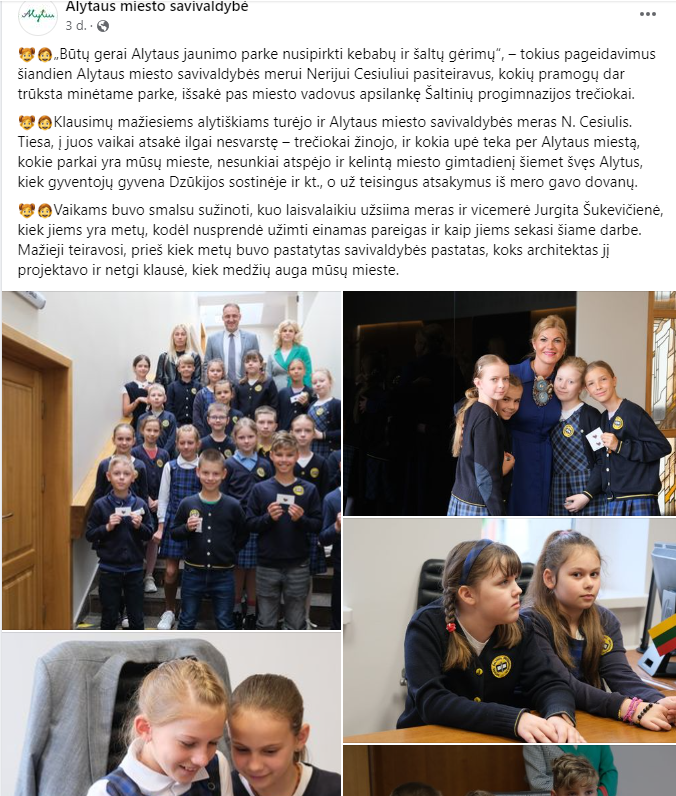 Alytaus miesto savivaldybė
Alytus
3 d. ·
„Būtų gerai Alytaus jaunimo parke nusipirkti kebabų ir šaltų gėrimų“, – tokius pageidavimus
šiandien Alytaus miesto savivaldybės merui Nerijui Cesiuliui pasiteiravus, kokių pramogų dar
trūksta minėtame parke, išsakė pas miesto vadovus apsilankę Šaltinių progimnazijos trečiokai.
Klausimų mažiesiems alytiškiams turėjo ir Alytaus miesto savivaldybės meras N. Cesiulis.
Tiesa, į juos vaikai atsakė ilgai nesvarstę – trečiokai žinojo, ir kokia upė teka per Alytaus miestą,
kokie parkai yra mūsų mieste, nesunkiai atspėjo ir kelintą miesto gimtadienį šiemet švęs Alytus,
kiek gyventojų gyvena Dzūkijos sostinėje ir kt., o už teisingus atsakymus iš mero gavo dovanų.
Vaikams buvo smalsu sužinoti, kuo laisvalaikiu užsiima meras ir vicemerė Jurgita Šukevičienė,
kiek jiems yra metų, kodėl nusprendė užimti einamas pareigas ir kaip jiems sekasi šiame darbe.
Mažieji teiravosi, prieš kiek metų buvo pastatytas savivaldybės pastatas, koks architektas jį
projektavo ir netgi klausė, kiek medžių auga mūsų mieste.